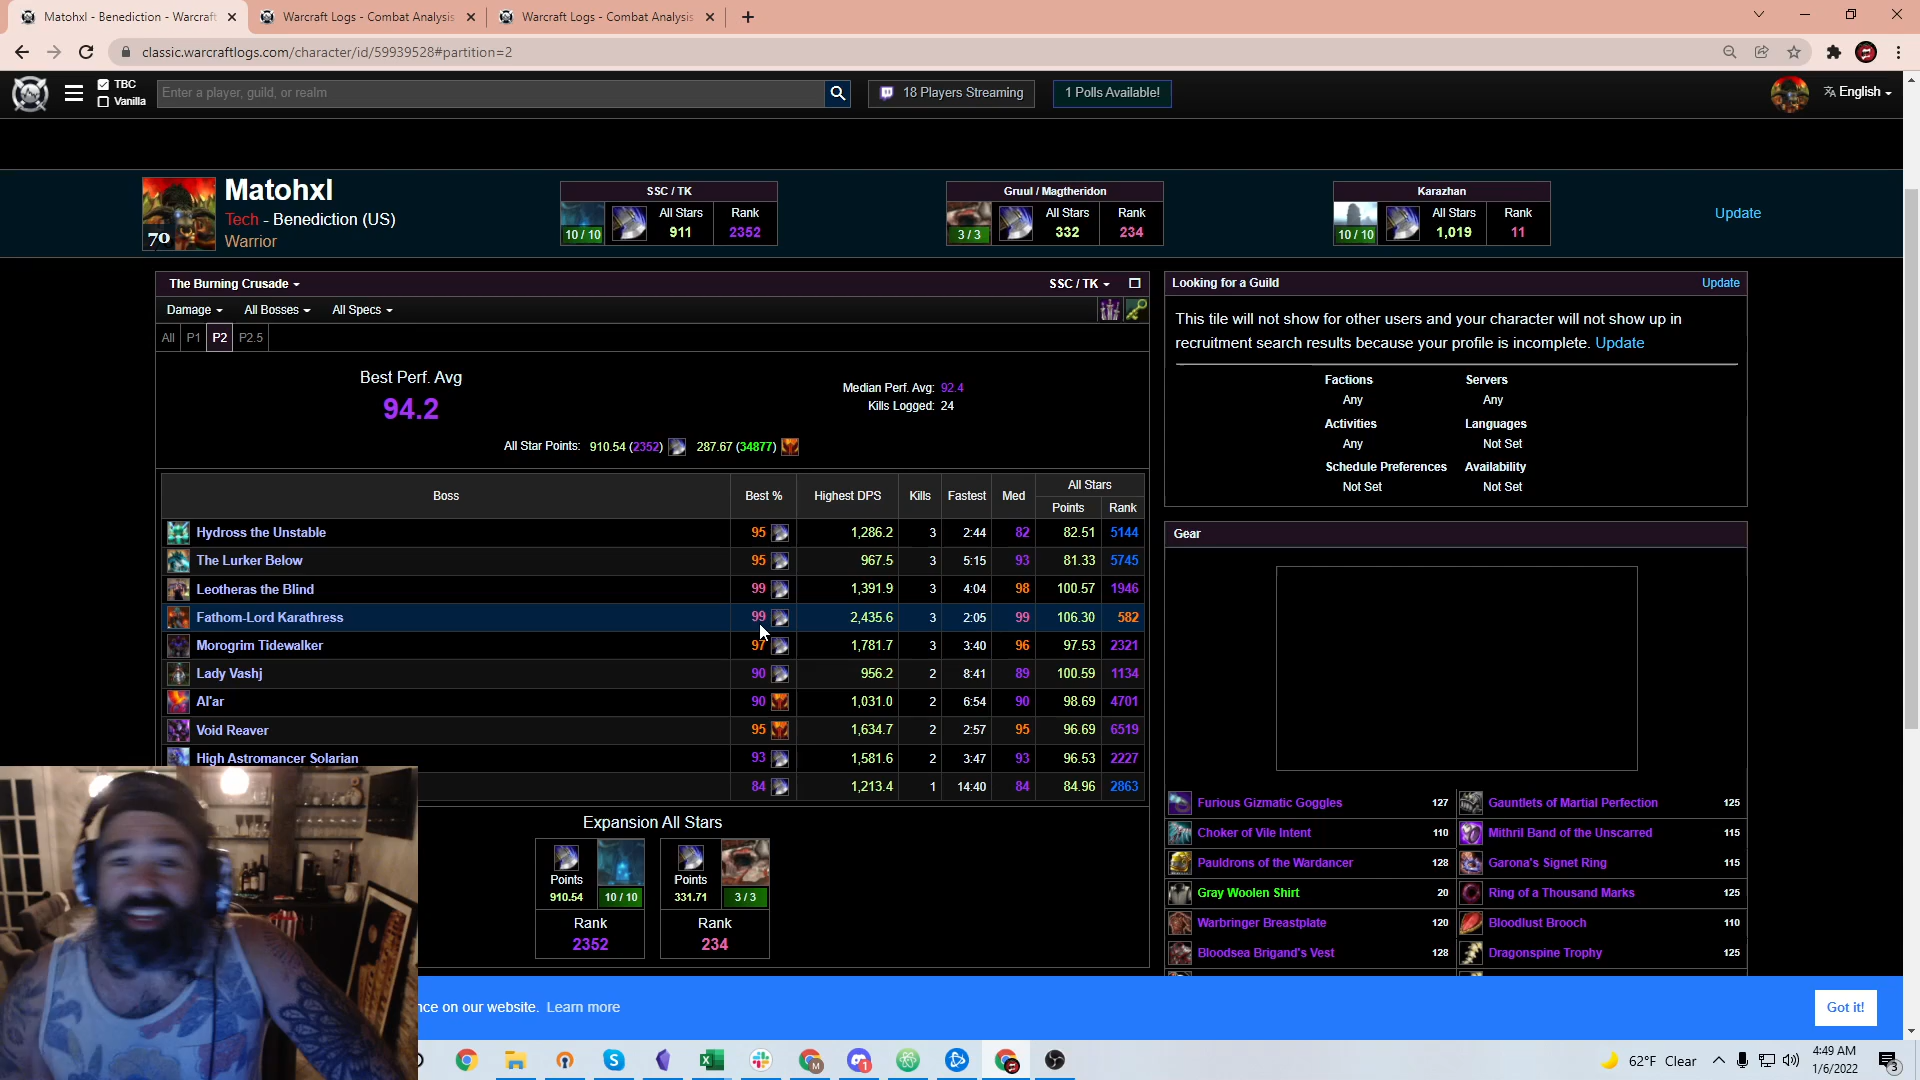 Matohxl - Benediction - Warcraft
Warcraft Logs - Combat Analysis
Warcraft Logs - Combat Analysis
classic.warcraftlogs.com/character/id/59939528#partition=2
TBC
Vanilla
Enter a player, guild, or realm
18 Players Streaming
1 Polls Available!
English
70
Matohxl
Tech - Benediction (US)
Warrior
SSC / TK
10 / 10
All Stars
911
Rank
2352
Gruul / Magtheridon
3 / 3
All Stars
332
Rank
234
Karazhan
10 / 10
All Stars
1,019
Rank
11
Update
The Burning Crusade
SSC / TK
Damage All Bosses All Specs
All P1 P2 P2.5
Best Perf. Avg
94.2
Median Perf. Avg: 92.4
Kills Logged: 24
All Star Points: 910.54 (2352) 287.67 (34877)
Boss Best % Highest DPS Kills Fastest Med All Stars
Points Rank
Hydross the Unstable 95 1,286.2 3 2:44 82 82.51 5144
The Lurker Below 95 967.5 3 5:15 93 81.33 5745
Leotheras the Blind 99 1,391.9 3 4:04 98 100.57 1946
Fathom-Lord Karathress 99 2,435.6 3 2:05 99 106.30 582
Morogrim Tidewalker 97 1,781.7 3 3:40 96 97.53 2321
Lady Vashj 90 956.2 2 8:41 89 100.59 1134
Al'ar 90 1,031.0 2 6:54 90 98.69 4701
Void Reaver 95 1,634.7 2 2:57 95 96.69 6519
High Astromancer Solarian 93 1,581.6 2 3:47 93 96.53 2227
84 1,213.4 1 14:40 84 84.96 2863
Expansion All Stars
Points
910.54
10 / 10
Rank
2352
Points
331.71
3 / 3
Rank
234
Looking for a Guild
Update
This tile will not show for other users and your character will not show up in
recruitment search results because your profile is incomplete. Update
Factions Servers
Any Any
Activities Languages
Any Not Set
Schedule Preferences Availability
Not Set Not Set
Gear
Furious Gizmatic Goggles 127 Gauntlets of Martial Perfection 125
Choker of Vile Intent 110 Mithril Band of the Unscarred 115
Pauldrons of the Wardancer 128 Garona's Signet Ring 115
Gray Woolen Shirt 20 Ring of a Thousand Marks 125
Warbringer Breastplate 120 Bloodlust Brooch 110
Bloodsea Brigand's Vest 128 Dragonspine Trophy 125
nce on our website. Learn more
Got it!
M
1
62°F Clear
4:49 AM
1/6/2022
3